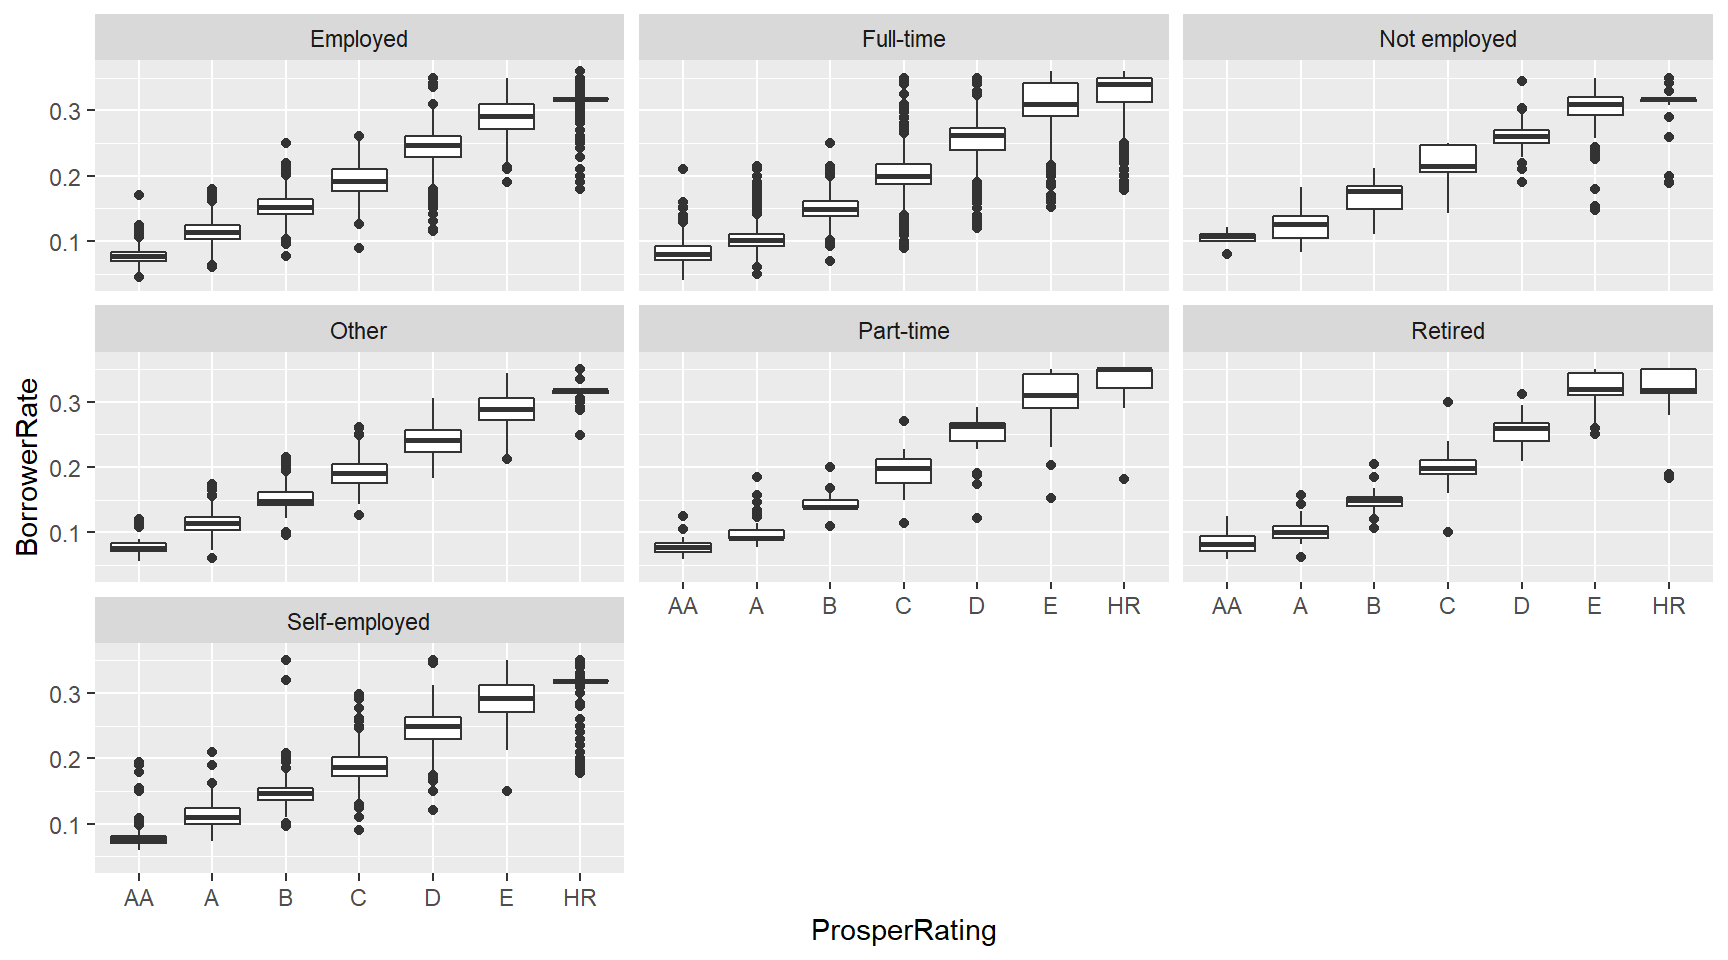 Employed
Full-time
Not employed
0.3
0.2
0.1
Other
Part-time
Retired
BorrowerRate
0.3
0.2
0.1
AA A B C D E HR
AA A B C D E HR
Self-employed
0.3
0.2
0.1
AA A B C D E HR
ProsperRating